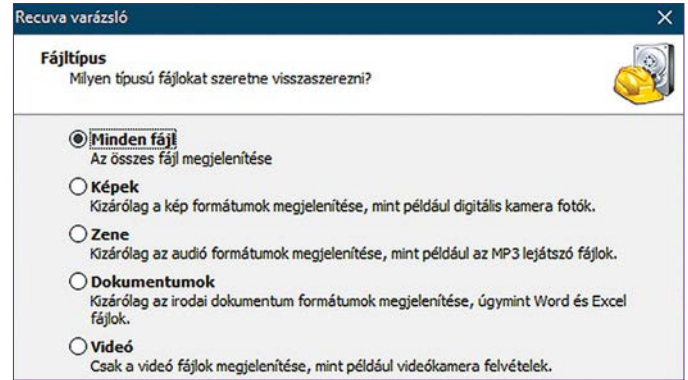 Recuva varázsló
Fájltípus
Milyen típusú fájlokat szeretne visszaszerezni?
Minden fájl
Az összes fájl megjelenítése
Képek
Kizárólag a kép formátumok megjelenítése, mint például digitális kamera fotók.
Zene
Kizárólag az audió formátumok megjelenítése, mint például az MP3 lejátszó fájlok.
Dokumentumok
Kizárólag az irodai dokumentum formátumok megjelenítése, úgymint Word és Excel
fájlok.
Videó
Csak a videó fájlok megjelenítése, mint például videókamera felvételek.